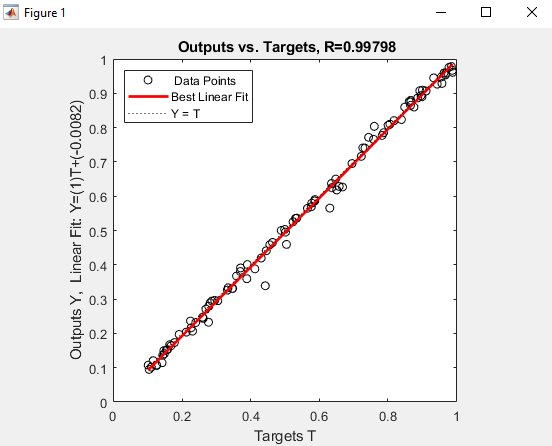 Figure 1
Outputs vs. Targets, R=0.99798
Data Points
Best Linear Fit
Y = T
Outputs Y, Linear Fit: Y=(1)T+(-0.0082)
1
0.9
0.8
0.7
0.6
0.5
0.4
0.3
0.2
0.1
0
0 0.2 0.4 0.6 0.8 1
Targets T